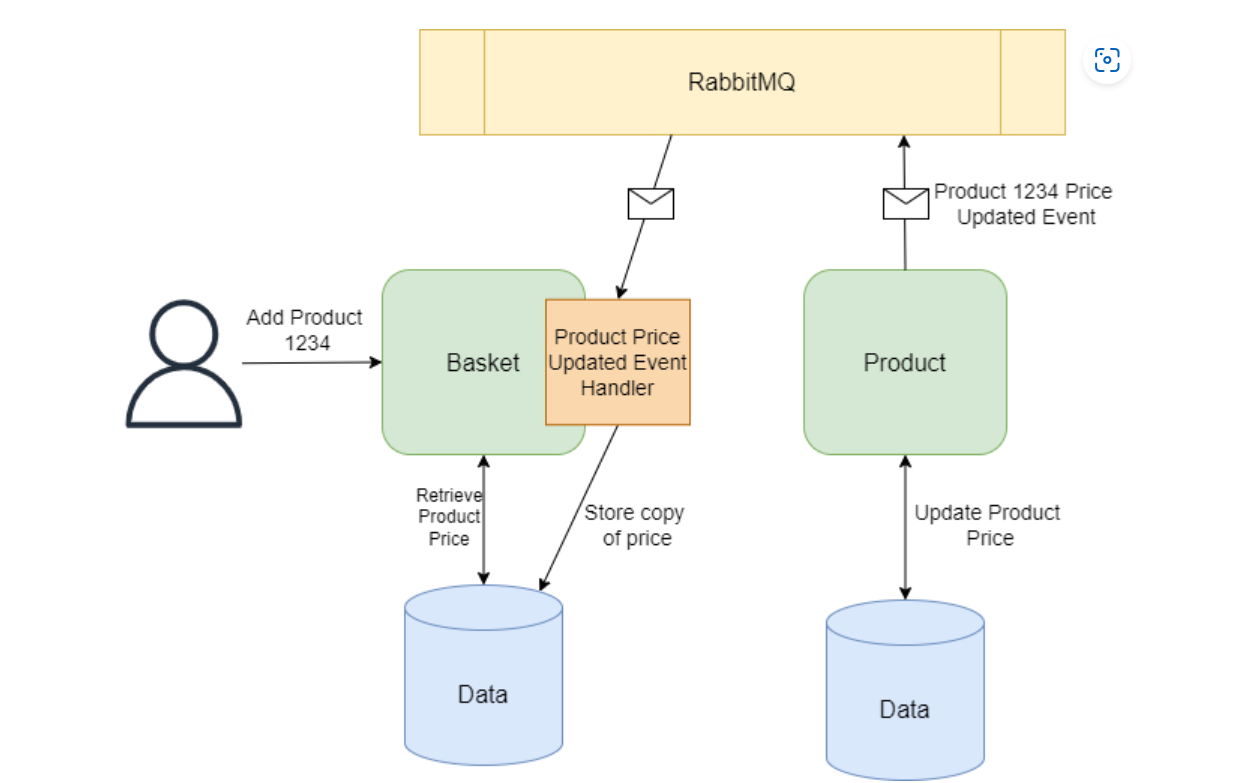 RabbitMQ
Product 1234 Price
Updated Event
Add Product
1234
Basket
Product Price
Updated Event
Handler
Product
Retrieve
Product
Price
Store copy
of price
Update Product
Price
Data
Data